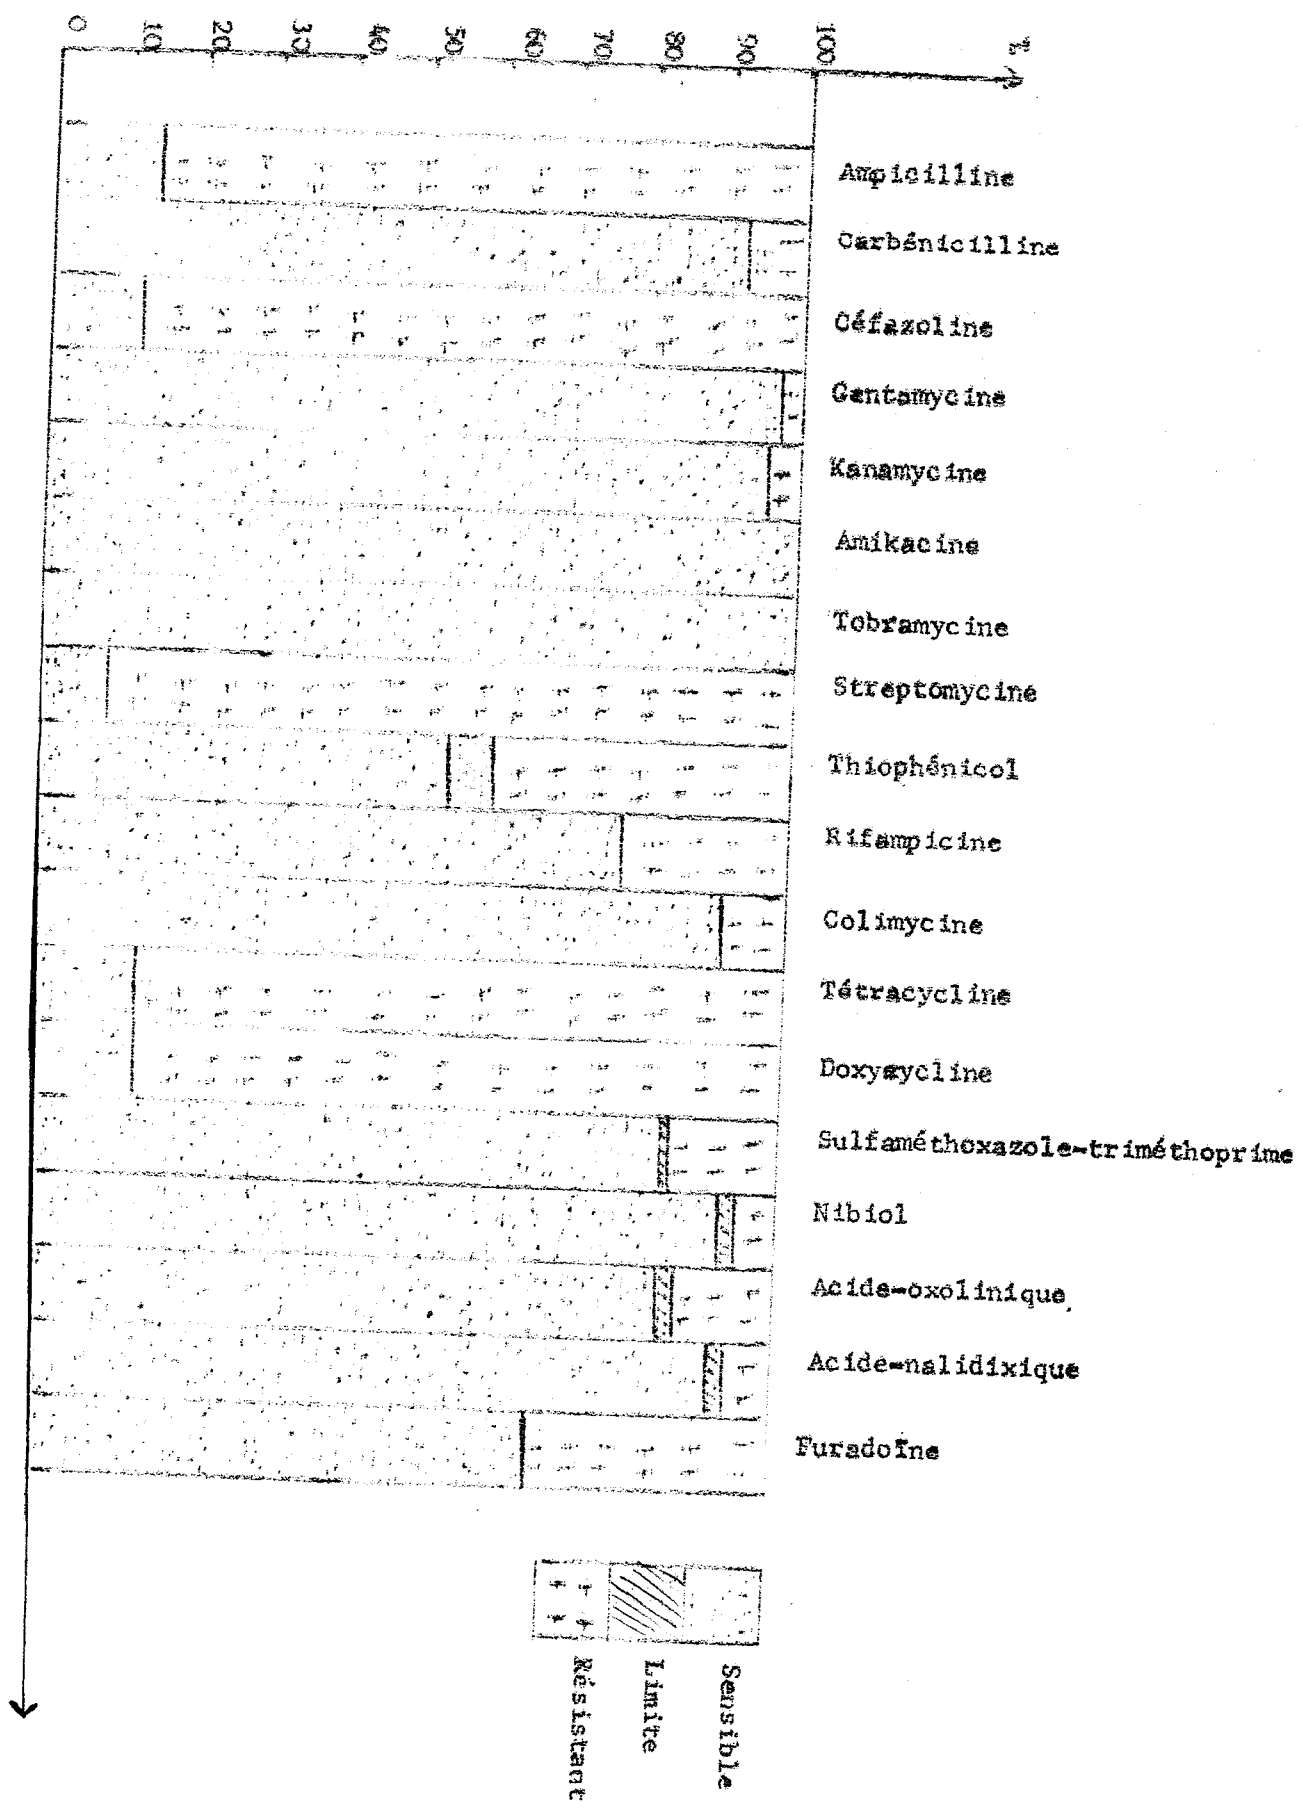 0
10
20
30
40
50
60
70
80
90
100
%
Ampicilline
Carbénicilline
Céfazoline
Gentamycine
Kanamycine
Amikacine
Tobramycine
Streptomycine
Thiophénicol
Rifampicine
Colimycine
Tétracycline
Doxycycline
Sulfaméthoxazole-triméthoprime
Nibiol
Acide-oxolinique
Acide-nalidixique
Furadoïne
Sensible
Limite
Résistant